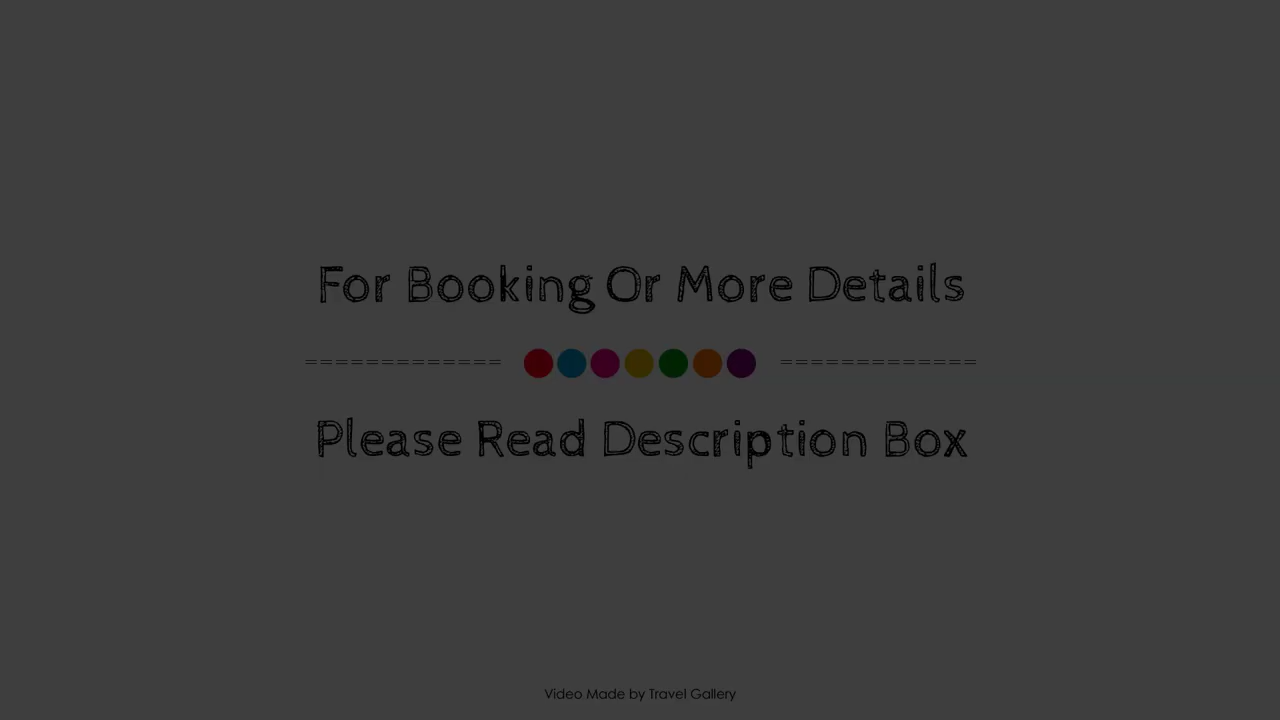 For Booking Or More Details
============= =============
Please Read Description Box
Video Made by Travel Gallery